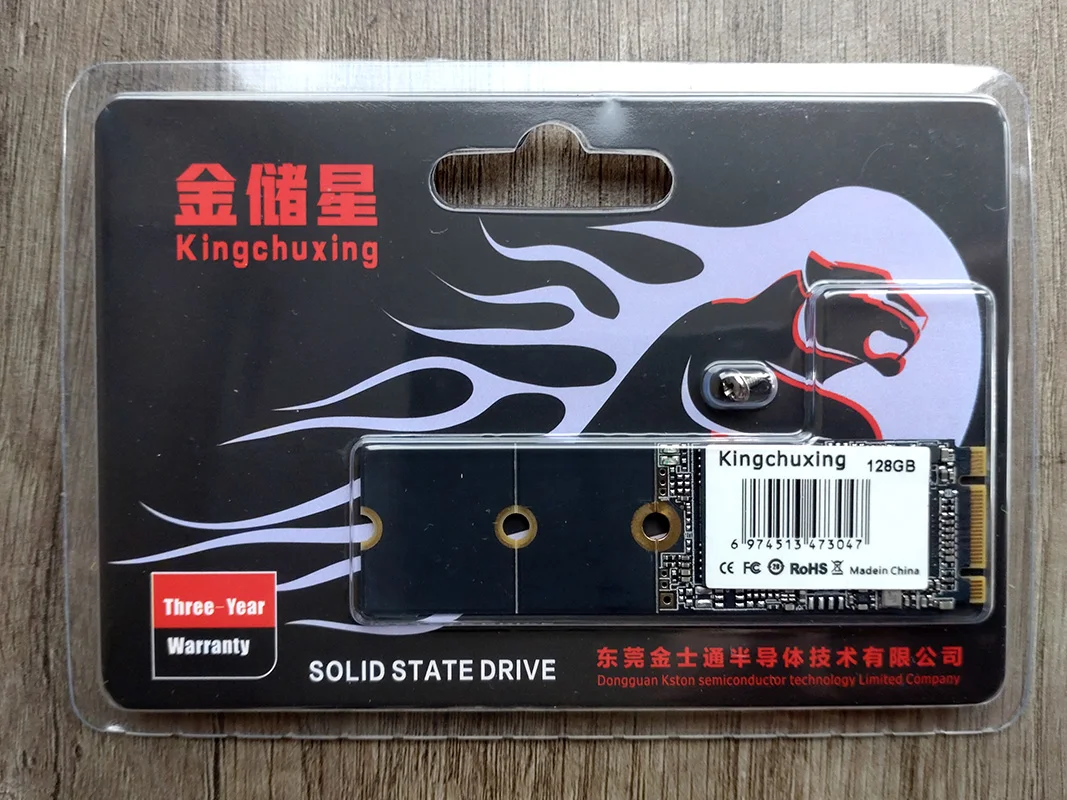 金储星
Kingchuxing
Kingchuxing 128GB
6 974513 473047
CE FC RoHS Madein China
Three-Year
Warranty
SOLID STATE DRIVE
东莞金士通半导体技术有限公司
Dongguan Kston semiconductor technology Limited Company